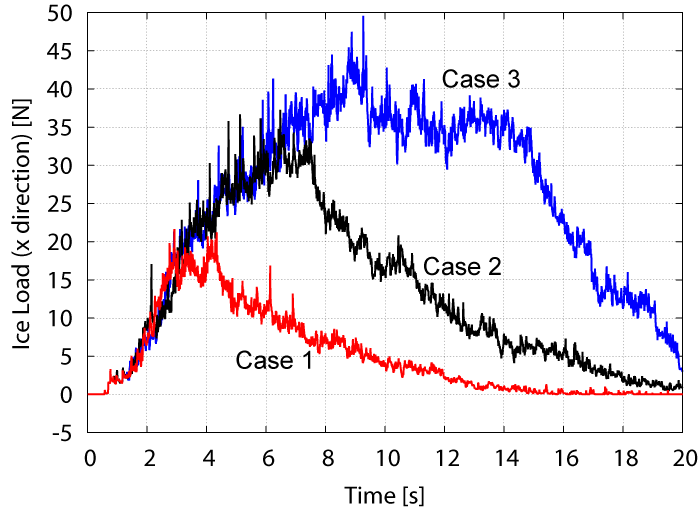 50
45
40
35
30
25
20
15
10
5
0
-5
Ice Load (x direction) [N]
Case 3
Case 2
Case 1
0 2 4 6 8 10 12 14 16 18 20
Time [s]